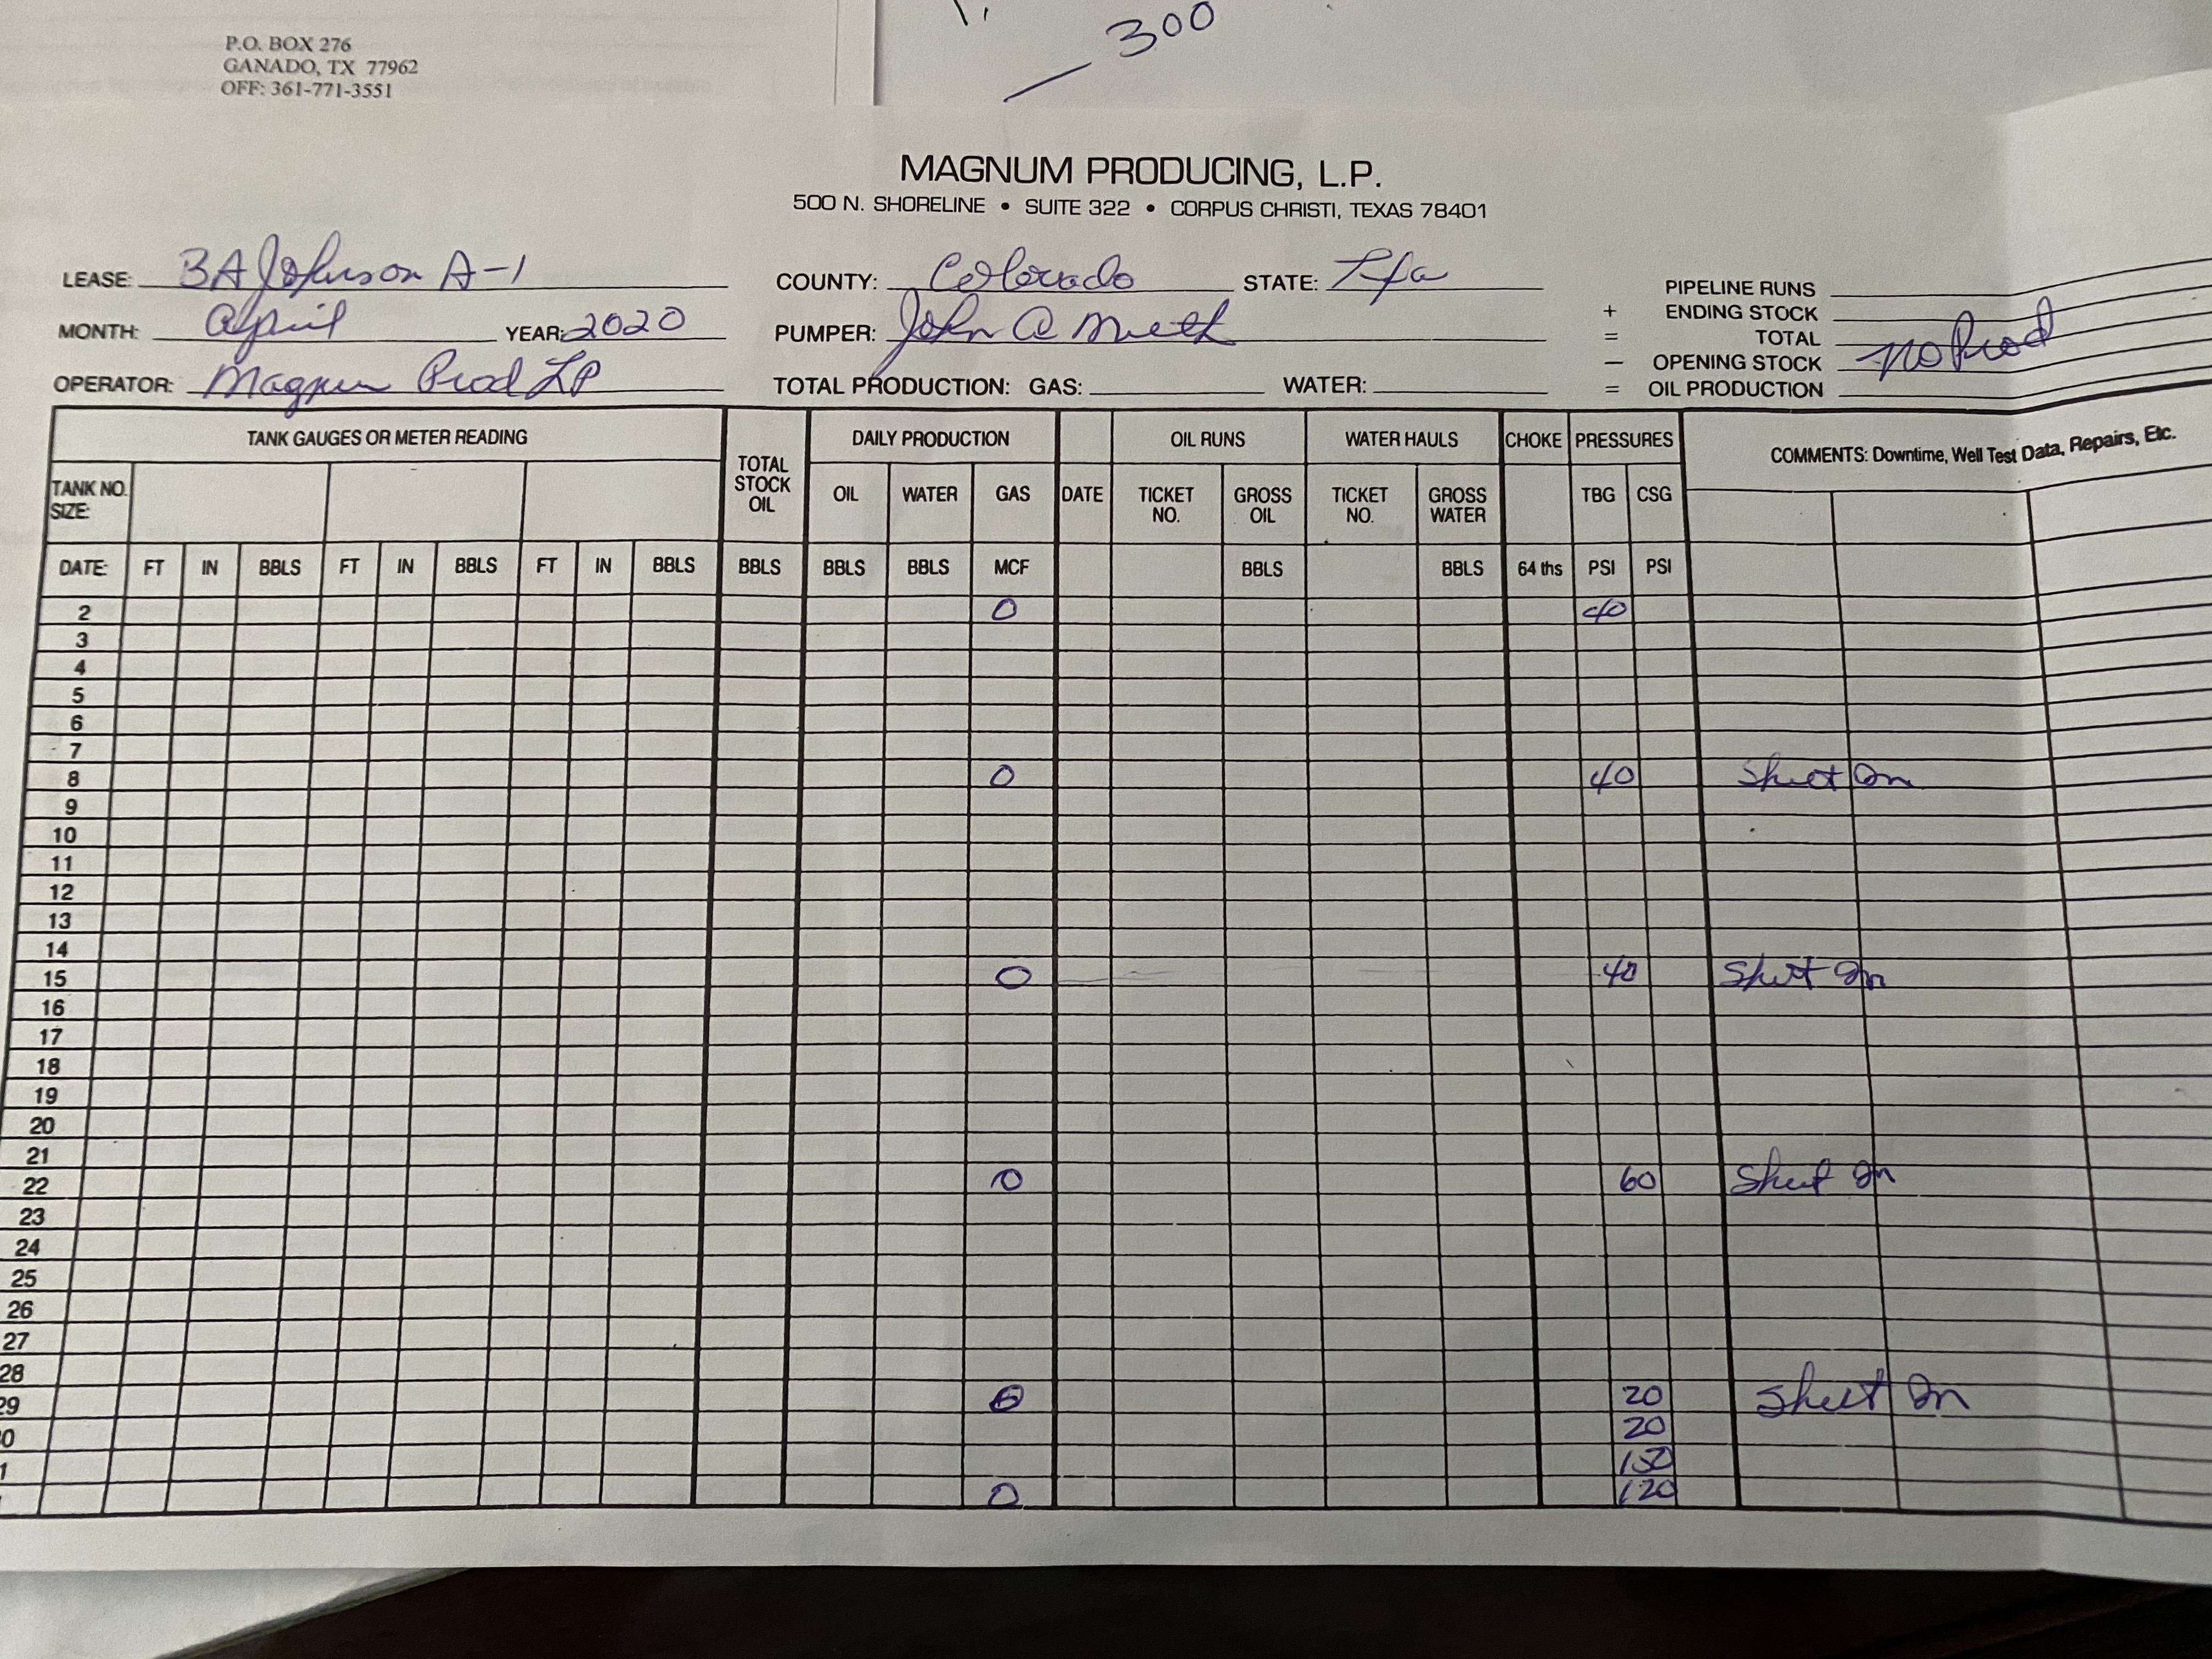 300
P.O. BOX 276
GANADO, TX 77962
OFF: 361-771-3551
MAGNUM PRODUCING, L.P.
500 N. SHORELINE • SUITE 322 • CORPUS CHRISTI, TEXAS 78401
LEASE: BA Johnson A-1 COUNTY: Colorado STATE:
MONTH: April YEAR: 2020 PUMPER: John A
OPERATOR: Magnum Prod LP TOTAL PRODUCTION: GAS: WATER:
PIPELINE RUNS
+ ENDING STOCK
= TOTAL
− OPENING STOCK no Prod
= OIL PRODUCTION
TANK GAUGES OR METER READING TOTAL STOCK OIL DAILY PRODUCTION OIL RUNS WATER HAULS CHOKE PRESSURES COMMENTS: Downtime, Well Test Data, Repairs, Etc.
TANK NO. SIZE: OIL WATER GAS DATE TICKET NO. GROSS OIL TICKET NO. GROSS WATER TBG CSG
DATE: FT IN BBLS FT IN BBLS FT IN BBLS BBLS BBLS BBLS MCF BBLS BBLS 64 ths PSI PSI
2 0 40
3
4
5
6
7
8 0 40 Shut In
9
10
11
12
13
14
15 0 40 Shut In
16
17
18
19
20
21
22 0 60 Shut In
23
24
25
26
27
28
29 0 20 Shut In
0 20
1 150
0 120